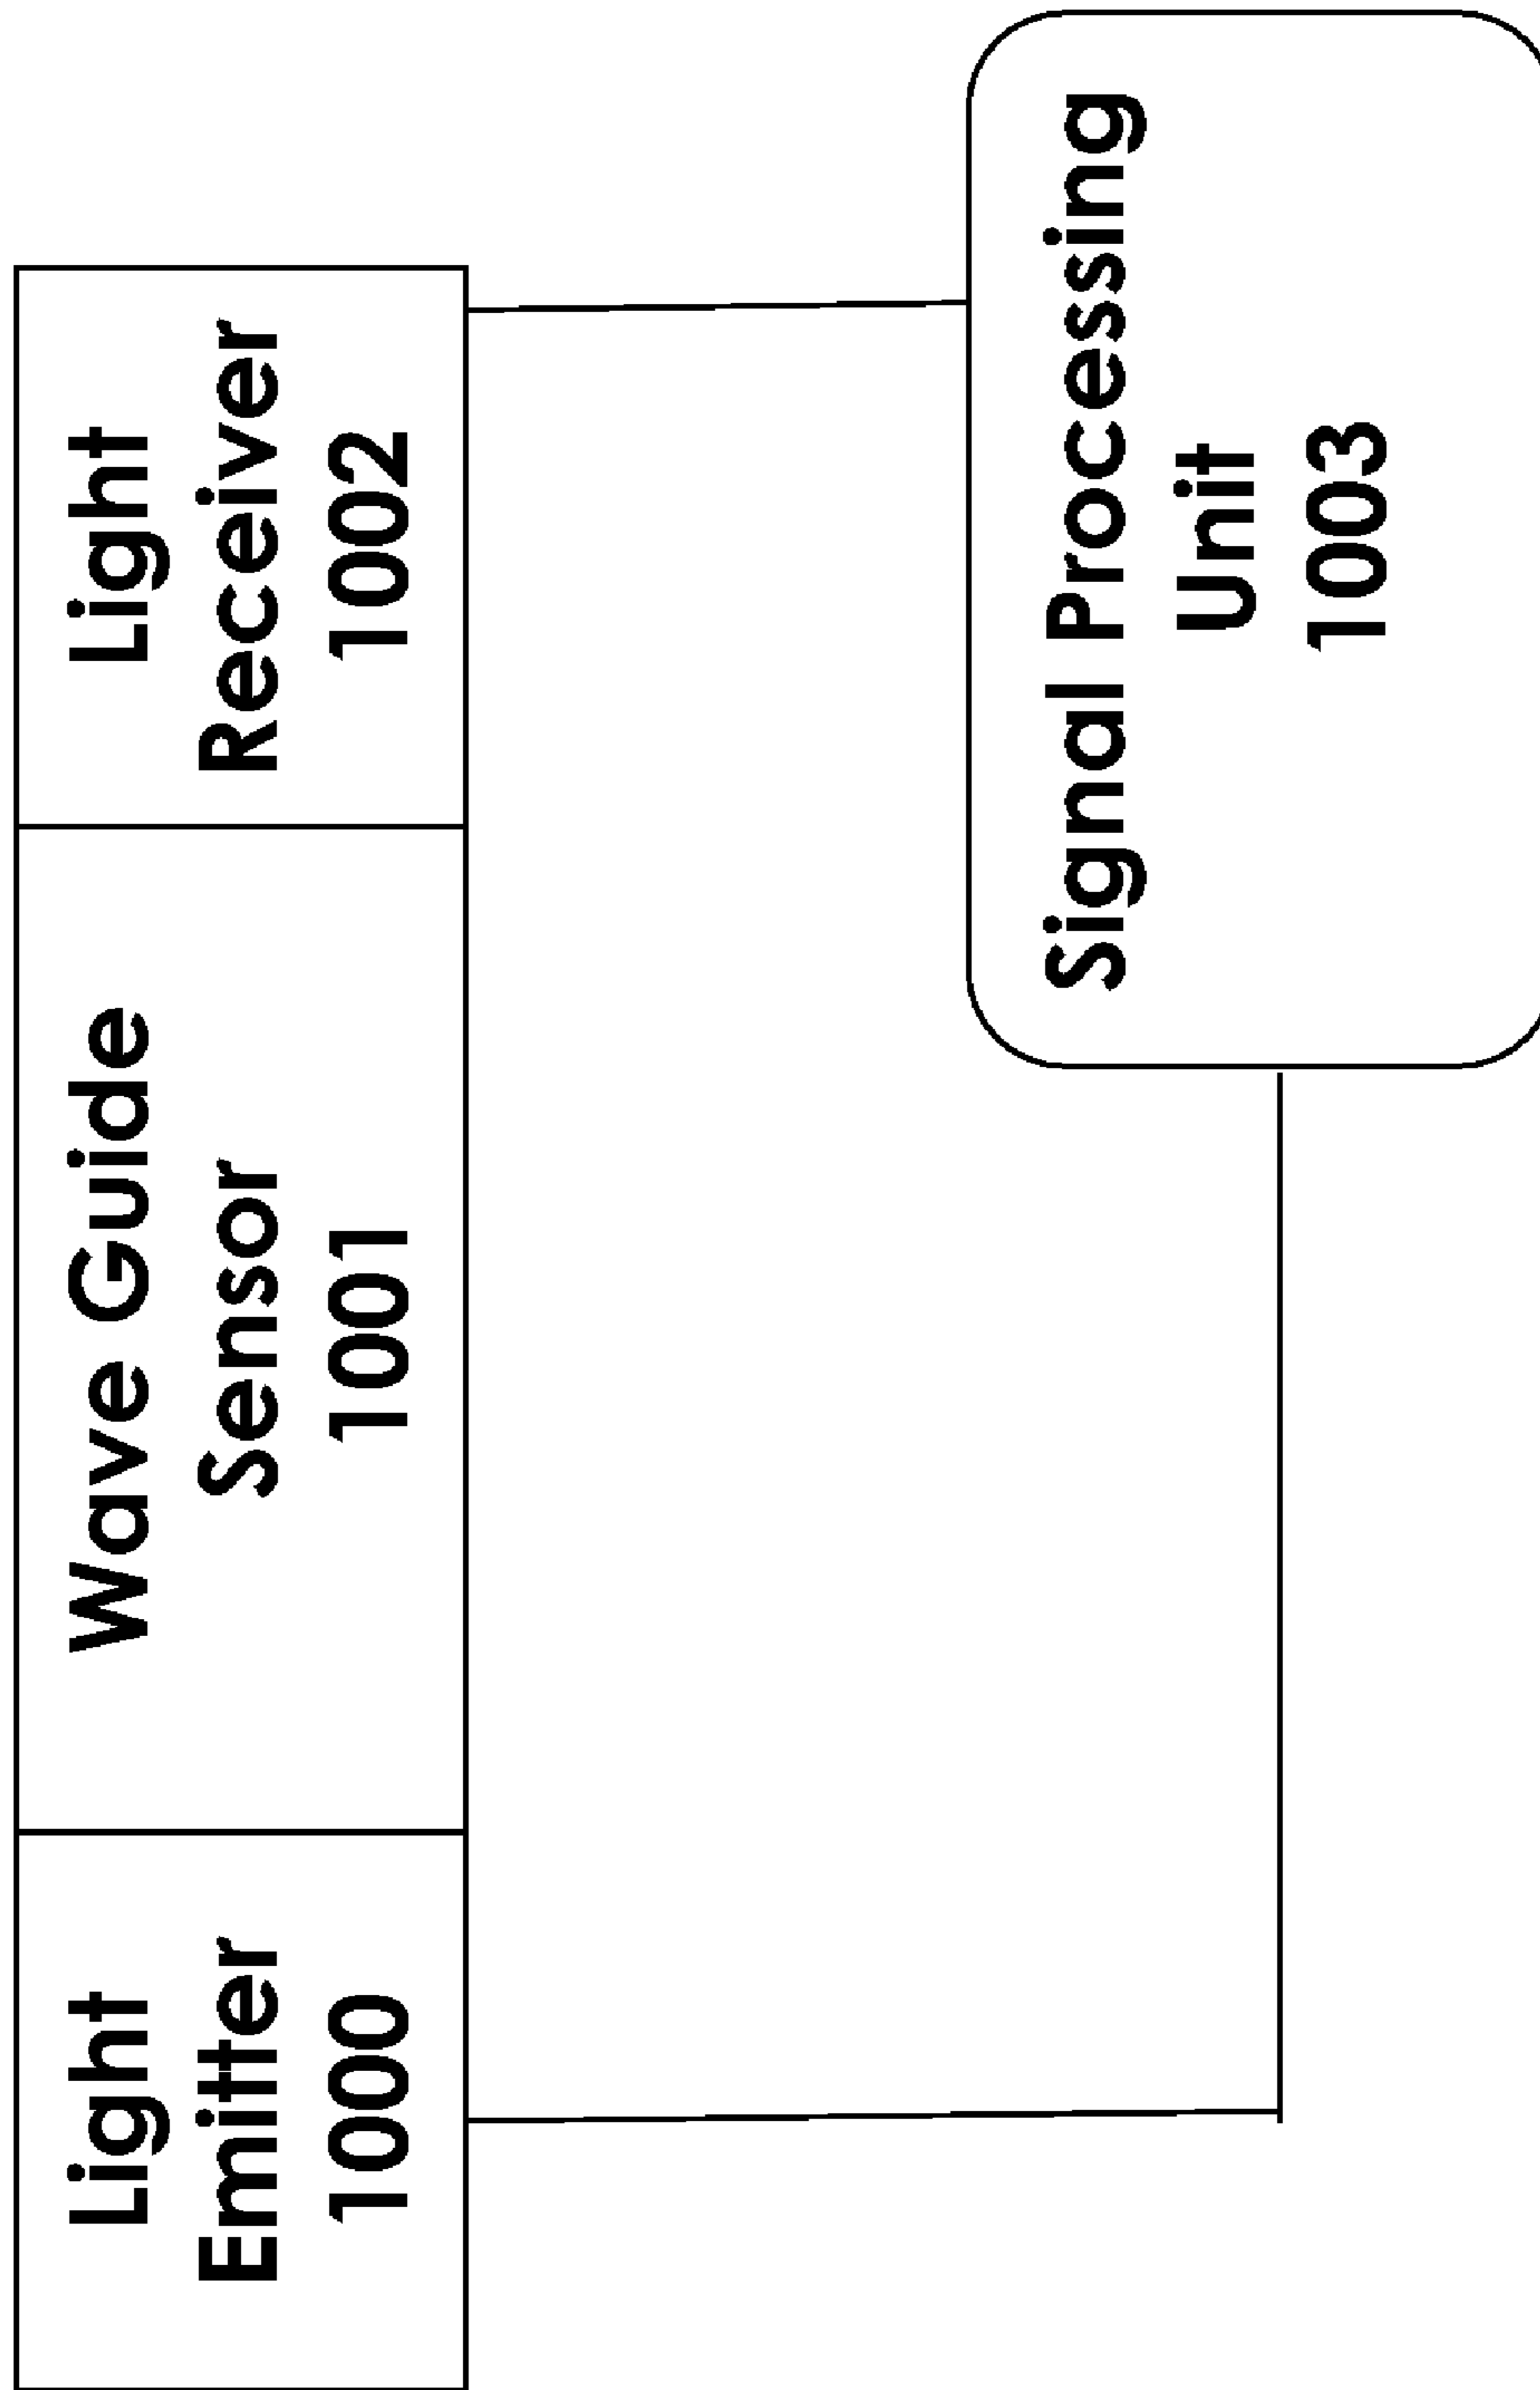 Light
Emitter
1000
Wave Guide
Sensor
1001
Light
Receiver
1002
Signal Processing
Unit
1003